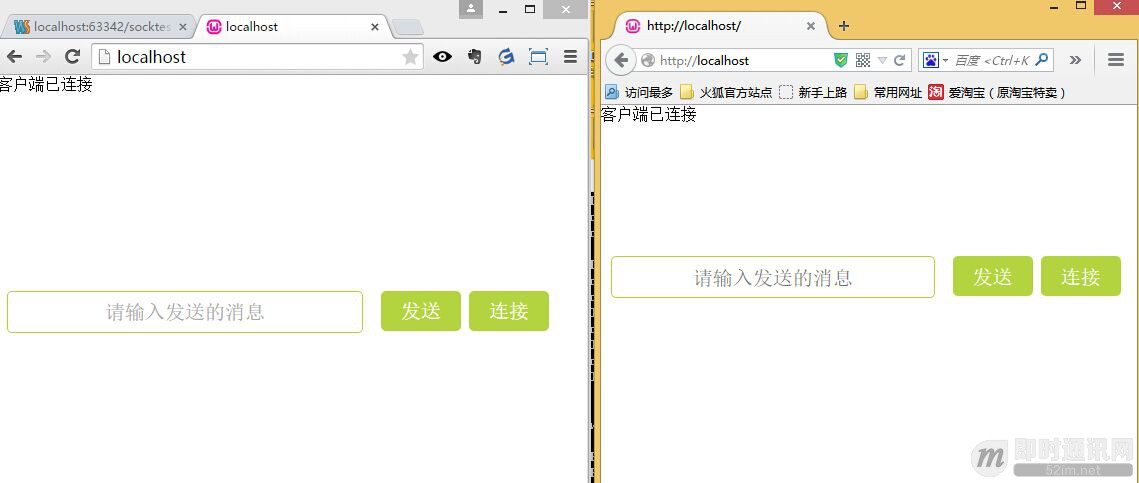 localhost:63342/socktes
localhost
localhost
客户端已连接
请输入发送的消息
发送
连接
http://localhost/
http://localhost
百度 <Ctrl+K
访问最多
火狐官方站点
新手上路
常用网址
淘
爱淘宝（原淘宝特卖）
客户端已连接
请输入发送的消息
发送
连接
即时通讯网
52im.net